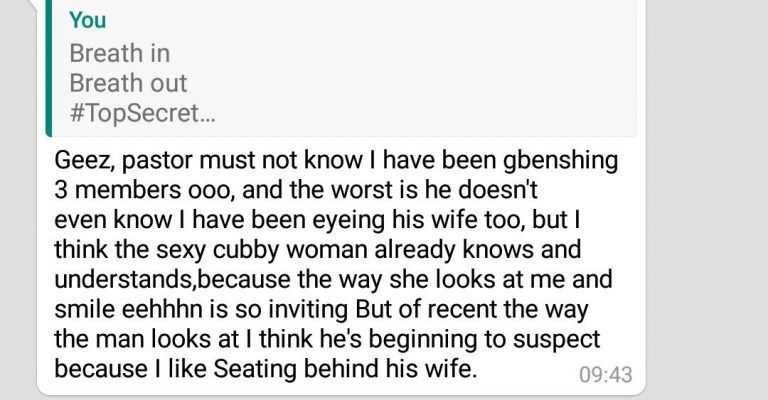 You
Breath in
Breath out
#TopSecret...
Geez, pastor must not know I have been gbenshing
3 members ooo, and the worst is he doesn't
even know I have been eyeing his wife too, but I
think the sexy cubby woman already knows and
understands,because the way she looks at me and
smile eehhhn is so inviting But of recent the way
the man looks at I think he's beginning to suspect
because I like Seating behind his wife.
09:43